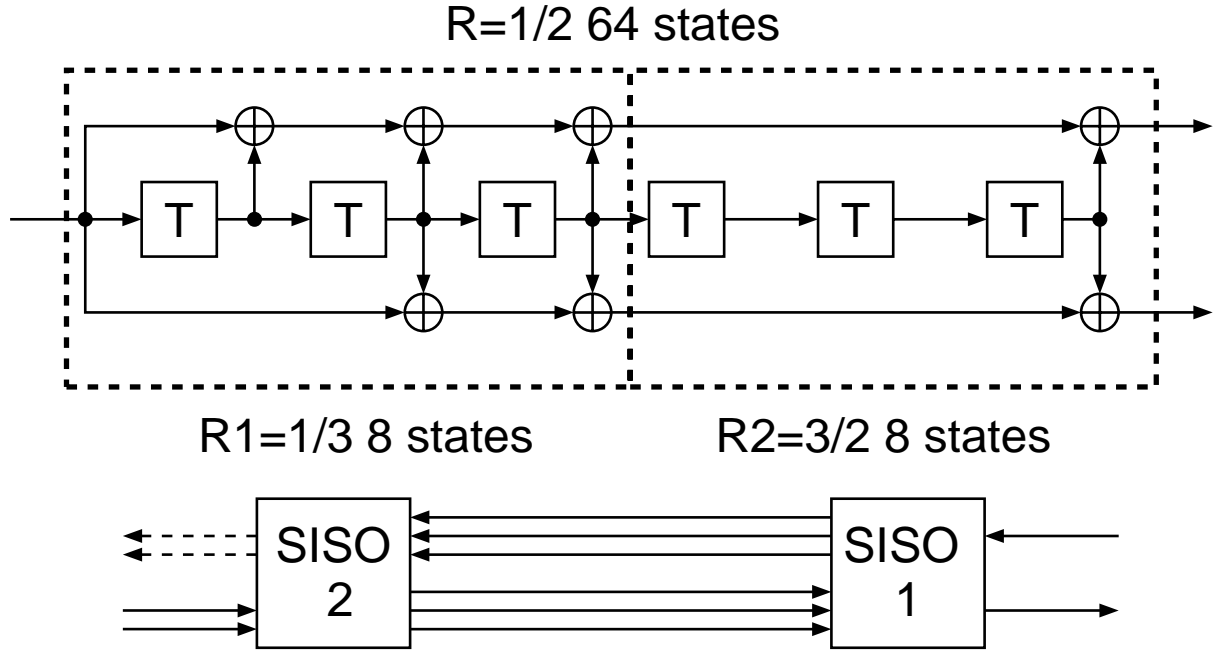 R=1/2 64 states
T T T T T T
R1=1/3 8 states R2=3/2 8 states
SISO SISO
2 1